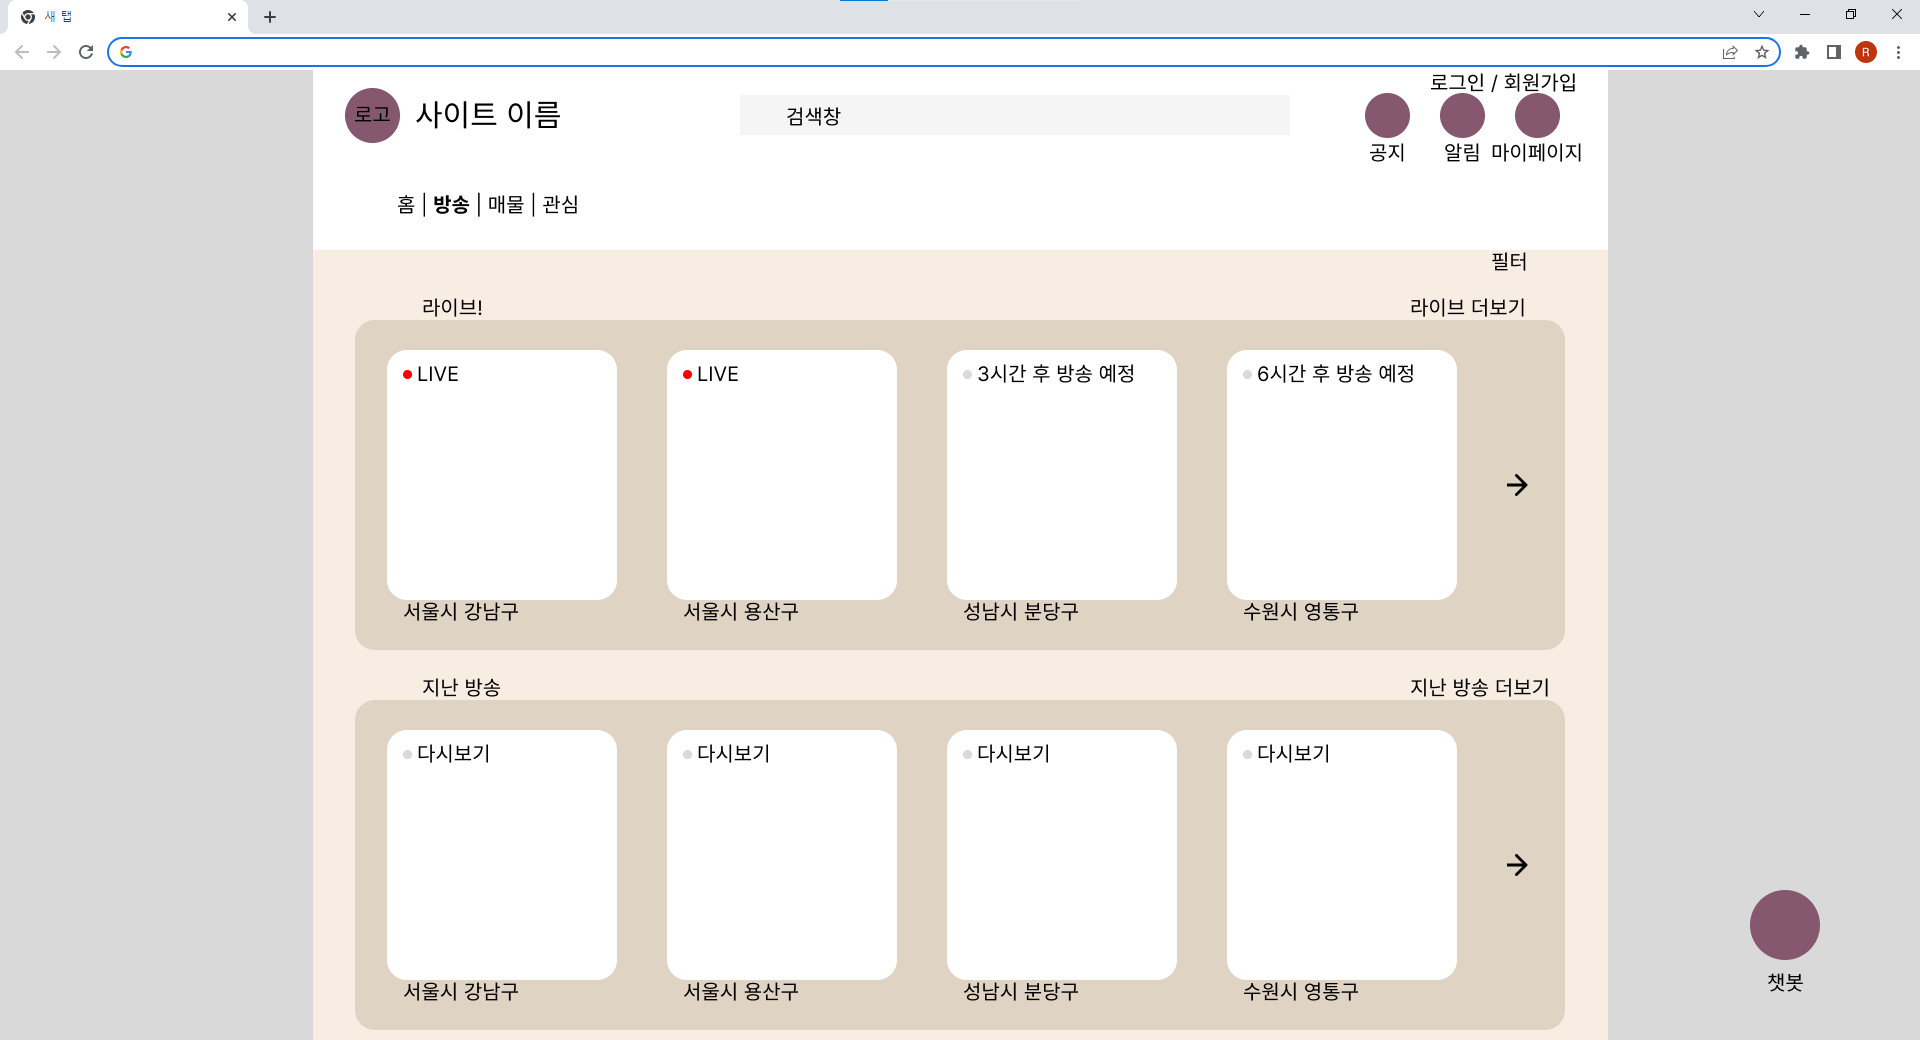 새 탭
로그인 / 회원가입
로고 사이트 이름
검색창
공지 알림 마이페이지
홈 | 방송 | 매물 | 관심
필터
라이브! 라이브 더보기
LIVE LIVE 3시간 후 방송 예정 6시간 후 방송 예정
서울시 강남구 서울시 용산구 성남시 분당구 수원시 영통구
지난 방송 지난 방송 더보기
다시보기 다시보기 다시보기 다시보기
서울시 강남구 서울시 용산구 성남시 분당구 수원시 영통구
챗봇
R